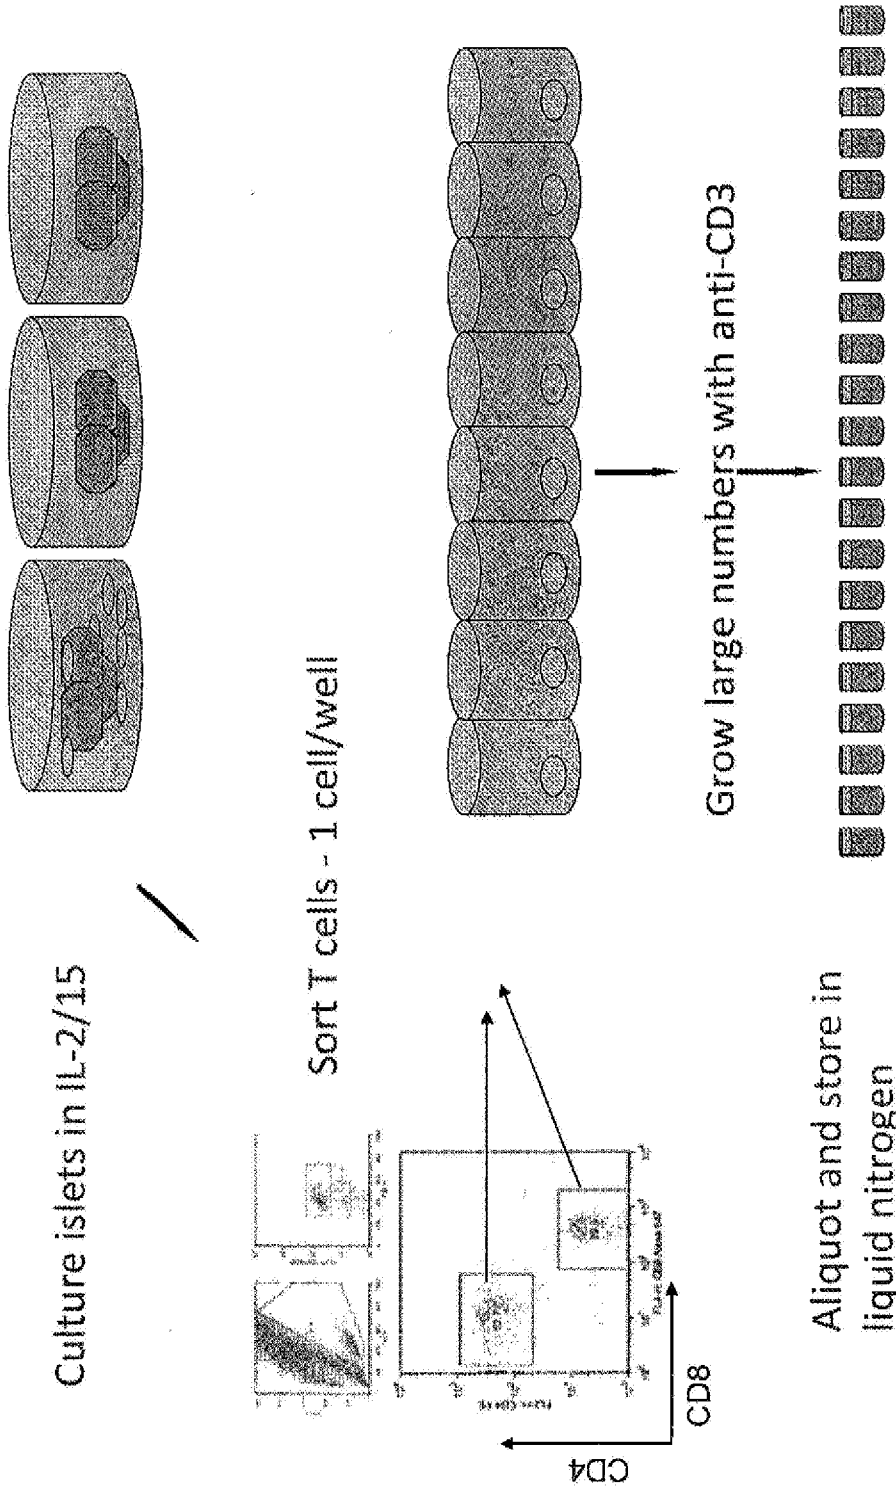 Culture islets in IL-2/15
Sort T cells - 1 cell/well
CD4
CD8
Grow large numbers with anti-CD3
Aliquot and store in
liquid nitrogen